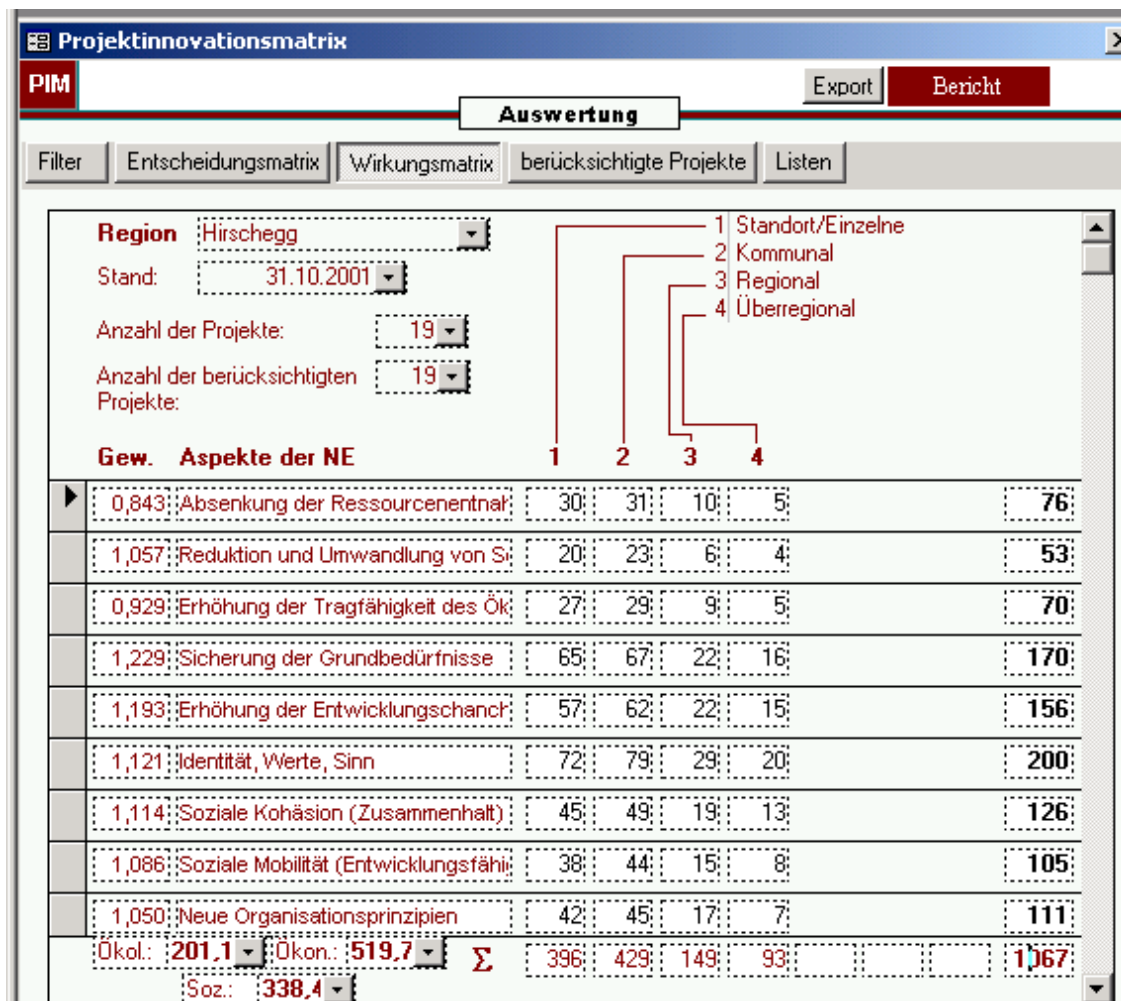 Projektinnovationsmatrix
PIM
Export Bericht
Auswertung
Filter Entscheidungsmatrix Wirkungsmatrix berücksichtigte Projekte Listen
Region Hirschegg
1 Standort/Einzelne
2 Kommunal
Stand: 31.10.2001
3 Regional
4 Überregional
Anzahl der Projekte: 19
Anzahl der berücksichtigten 19
Projekte:
Gew. Aspekte der NE 1 2 3 4
0,843 Absenkung der Ressourcenentnah 30 31 10 5 76
1,057 Reduktion und Umwandlung von Sc 20 23 6 4 53
0,929 Erhöhung der Tragfähigkeit des Ök 27 29 9 5 70
1,229 Sicherung der Grundbedürfnisse 65 67 22 16 170
1,193 Erhöhung der Entwicklungschanch 57 62 22 15 156
1,121 Identität, Werte, Sinn 72 79 29 20 200
1,114 Soziale Kohäsion (Zusammenhalt) 45 49 19 13 126
1,086 Soziale Mobilität (Entwicklungsfähig 38 44 15 8 105
1,050 Neue Organisationsprinzipien 42 45 17 7 111
Ökol.: 201,1 Ökon.: 519,7 Σ 396 429 149 93 1067
Soz.: 338,4